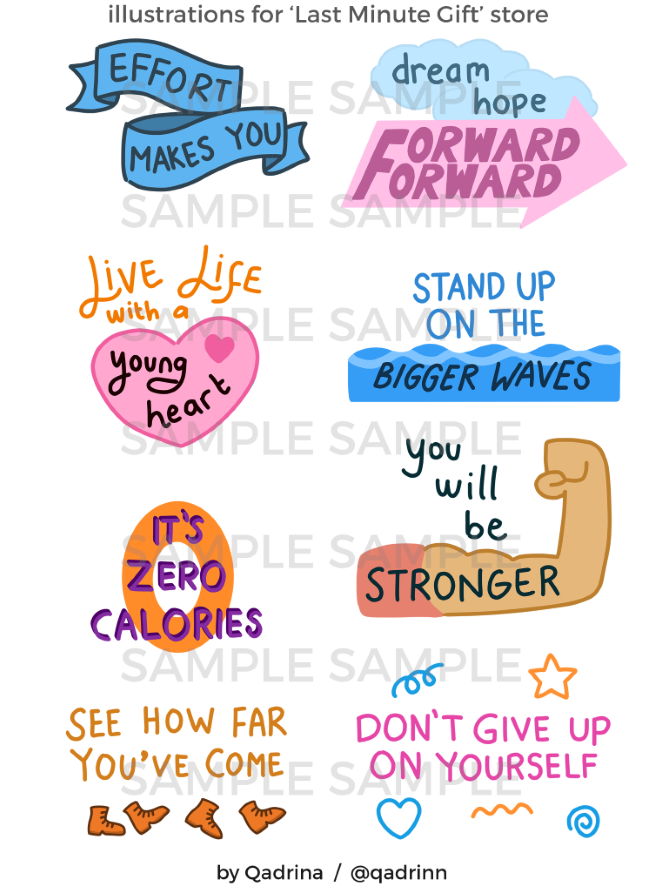 illustrations for ‘Last Minute Gift’ store
EFFORT
MAKES YOU
dream
hope
FORWARD
FORWARD
SAMPLE SAMPLE
SAMPLE SAMPLE
LiVE LiFE
with a
young
heart
STAND UP
ON THE
BIGGER WAVES
SAMPLE SAMPLE
SAMPLE SAMPLE
you
will
be
STRONGER
IT'S
ZERO
CALORIES
SAMPLE SAMPLE
SAMPLE SAMPLE
SEE HOW FAR
YOU'VE COME
DON'T GIVE UP
ON YOURSELF
SAMPLE SAMPLE
by Qadrina / @qadrinn